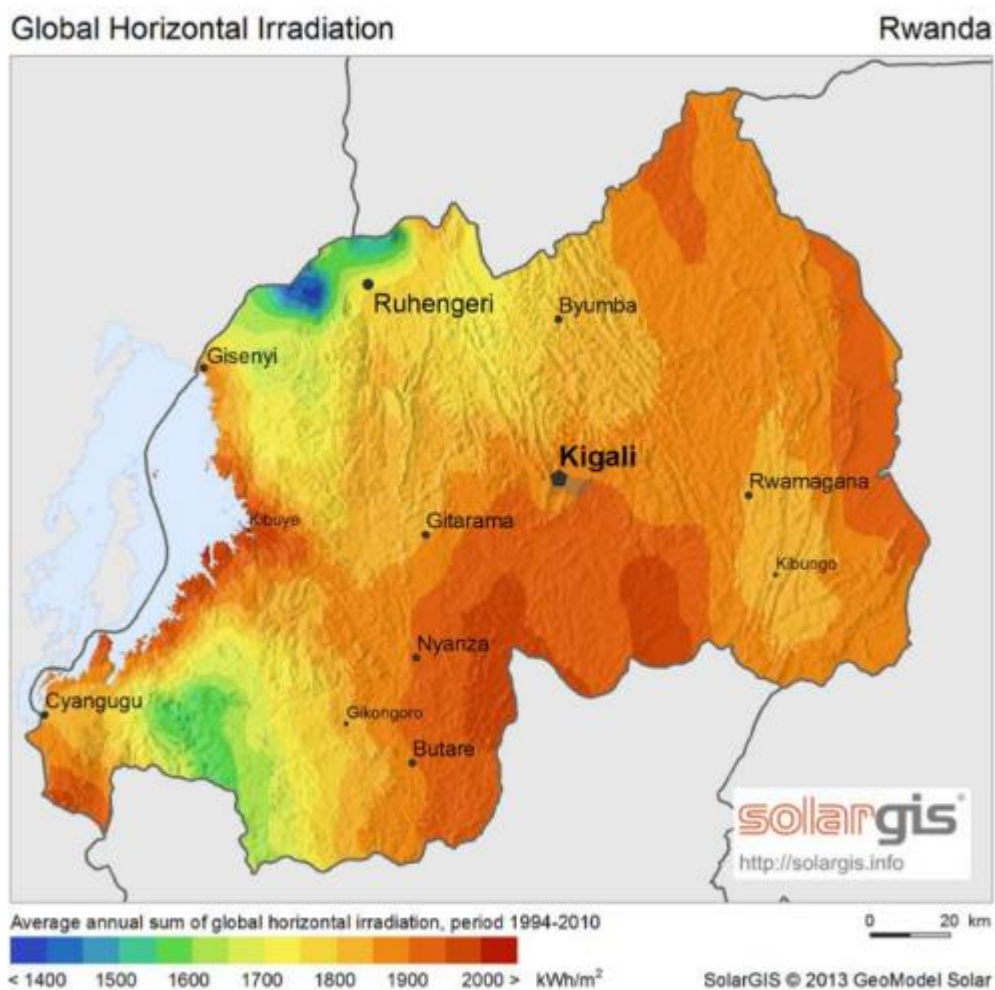 Global Horizontal Irradiation Rwanda
Ruhengeri
Byumba
Gisenyi
Kigali
Rwamagana
Kibuye
Gitarama
Kibungo
Nyanza
Cyangugu
Gikongoro
Butare
solargis
http://solargis.info
Average annual sum of global horizontal irradiation, period 1994-2010
0 20 km
< 1400 1500 1600 1700 1800 1900 2000 > kWh/m²
SolarGIS © 2013 GeoModel Solar